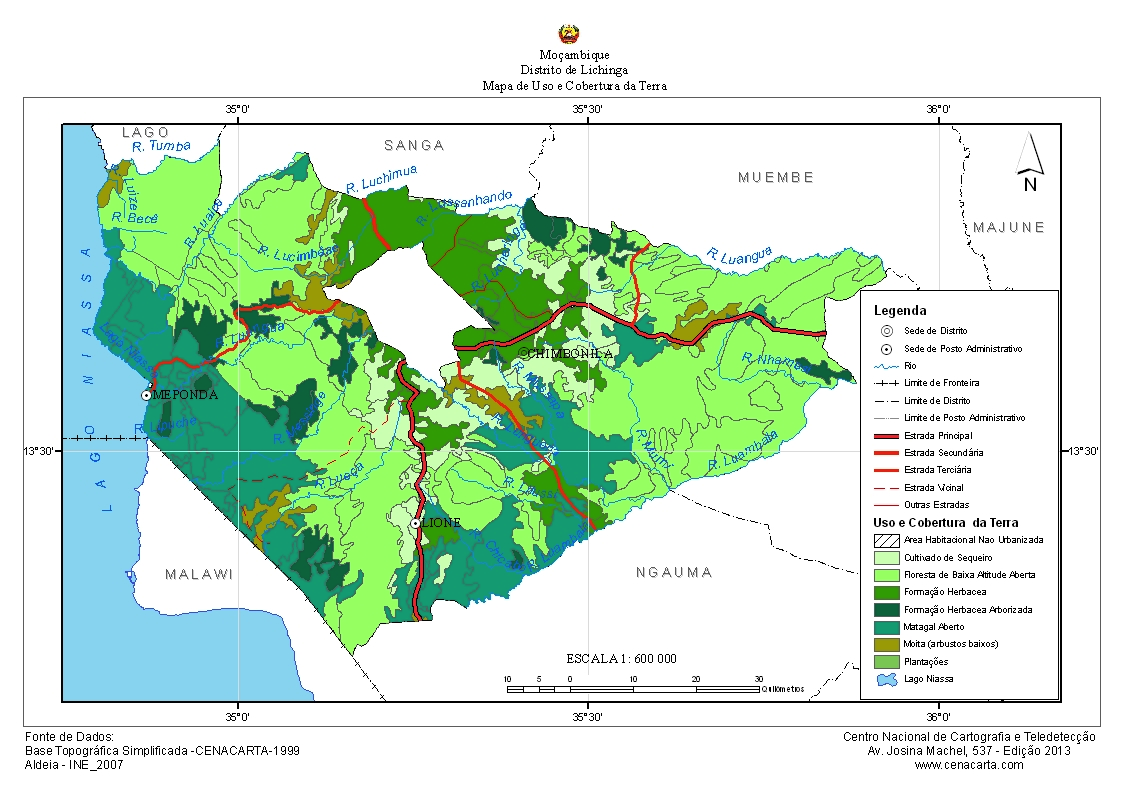 Moçambique
Distrito de Lichinga
Mapa de Uso e Cobertura da Terra
35°0'
35°30'
36°0'
LAGO
R. Tumba
SANGA
MUEMBE
MAJUNE
N
R. Luchimua
R. Lussanhando
R. Luize
R. Becê
R. Luaice
R. Lucimbese
R. Luangua
LAGO NIASSA
Lago Niassa
CHIMBONILA
MEPONDA
R. Luambala
R. Luleca
LIONE
13°30'
13°30'
MALAWI
NGAUMA
Legenda
Sede de Distrito
Sede de Posto Administrativo
Rio
Limite de Fronteira
Limite de Distrito
Limite de Posto Administrativo
Estrada Principal
Estrada Secundária
Estrada Terciária
Estrada Vicinal
Outras Estradas
Uso e Cobertura da Terra
Area Habitacional Nao Urbanizada
Cultivado de Sequeiro
Floresta de Baixa Altitude Aberta
Formação Herbacea
Formação Herbacea Arborizada
Matagal Aberto
Moita (arbustos baixos)
Plantações
Lago Niassa
ESCALA 1: 600 000
10 5 0 10 20 30
Quilómetros
35°0'
35°30'
36°0'
Fonte de Dados:
Base Topográfica Simplificada -CENACARTA-1999
Aldeia - INE_2007
Centro Nacional de Cartografia e Teledetecção
Av. Josina Machel, 537 - Edição 2013
www.cenacarta.com